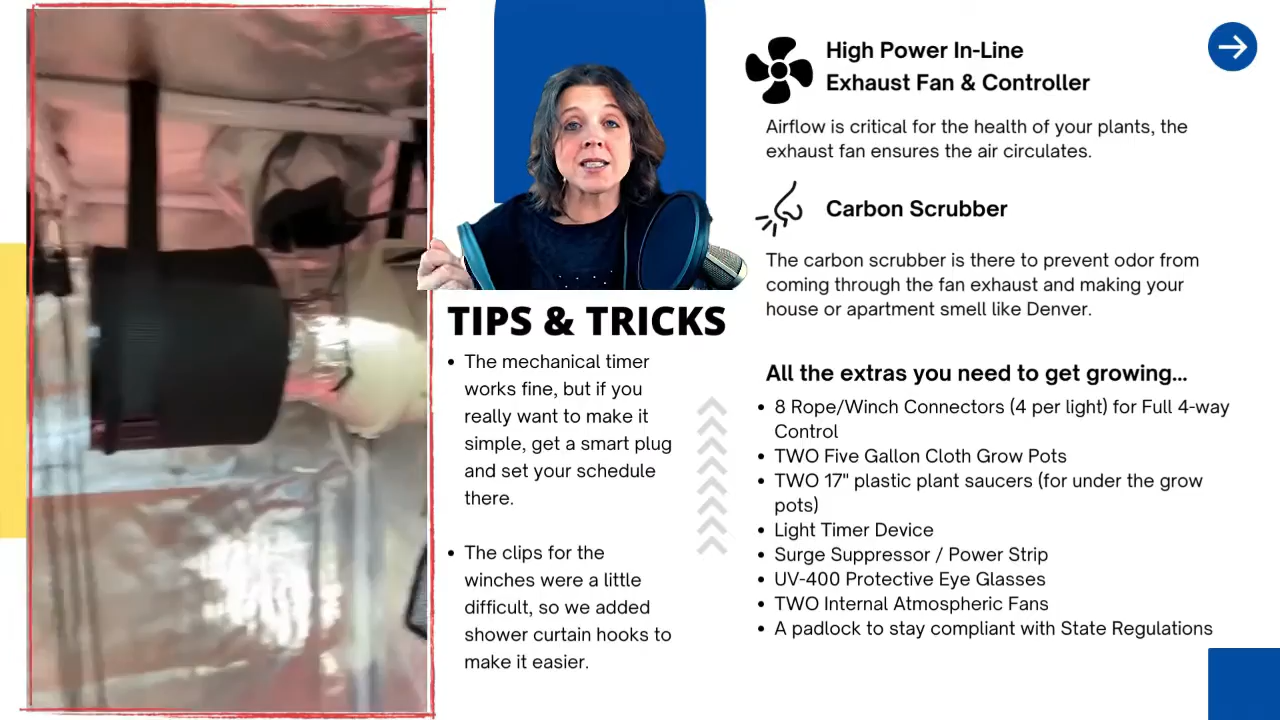 High Power In-Line
Exhaust Fan & Controller
Airflow is critical for the health of your plants, the
exhaust fan ensures the air circulates.
Carbon Scrubber
The carbon scrubber is there to prevent odor from
coming through the fan exhaust and making your
house or apartment smell like Denver.
TIPS & TRICKS
• The mechanical timer
works fine, but if you
really want to make it
simple, get a smart plug
and set your schedule
there.
• The clips for the
winches were a little
difficult, so we added
shower curtain hooks to
make it easier.
All the extras you need to get growing...
• 8 Rope/Winch Connectors (4 per light) for Full 4-way
Control
• TWO Five Gallon Cloth Grow Pots
• TWO 17" plastic plant saucers (for under the grow
pots)
• Light Timer Device
• Surge Suppressor / Power Strip
• UV-400 Protective Eye Glasses
• TWO Internal Atmospheric Fans
• A padlock to stay compliant with State Regulations